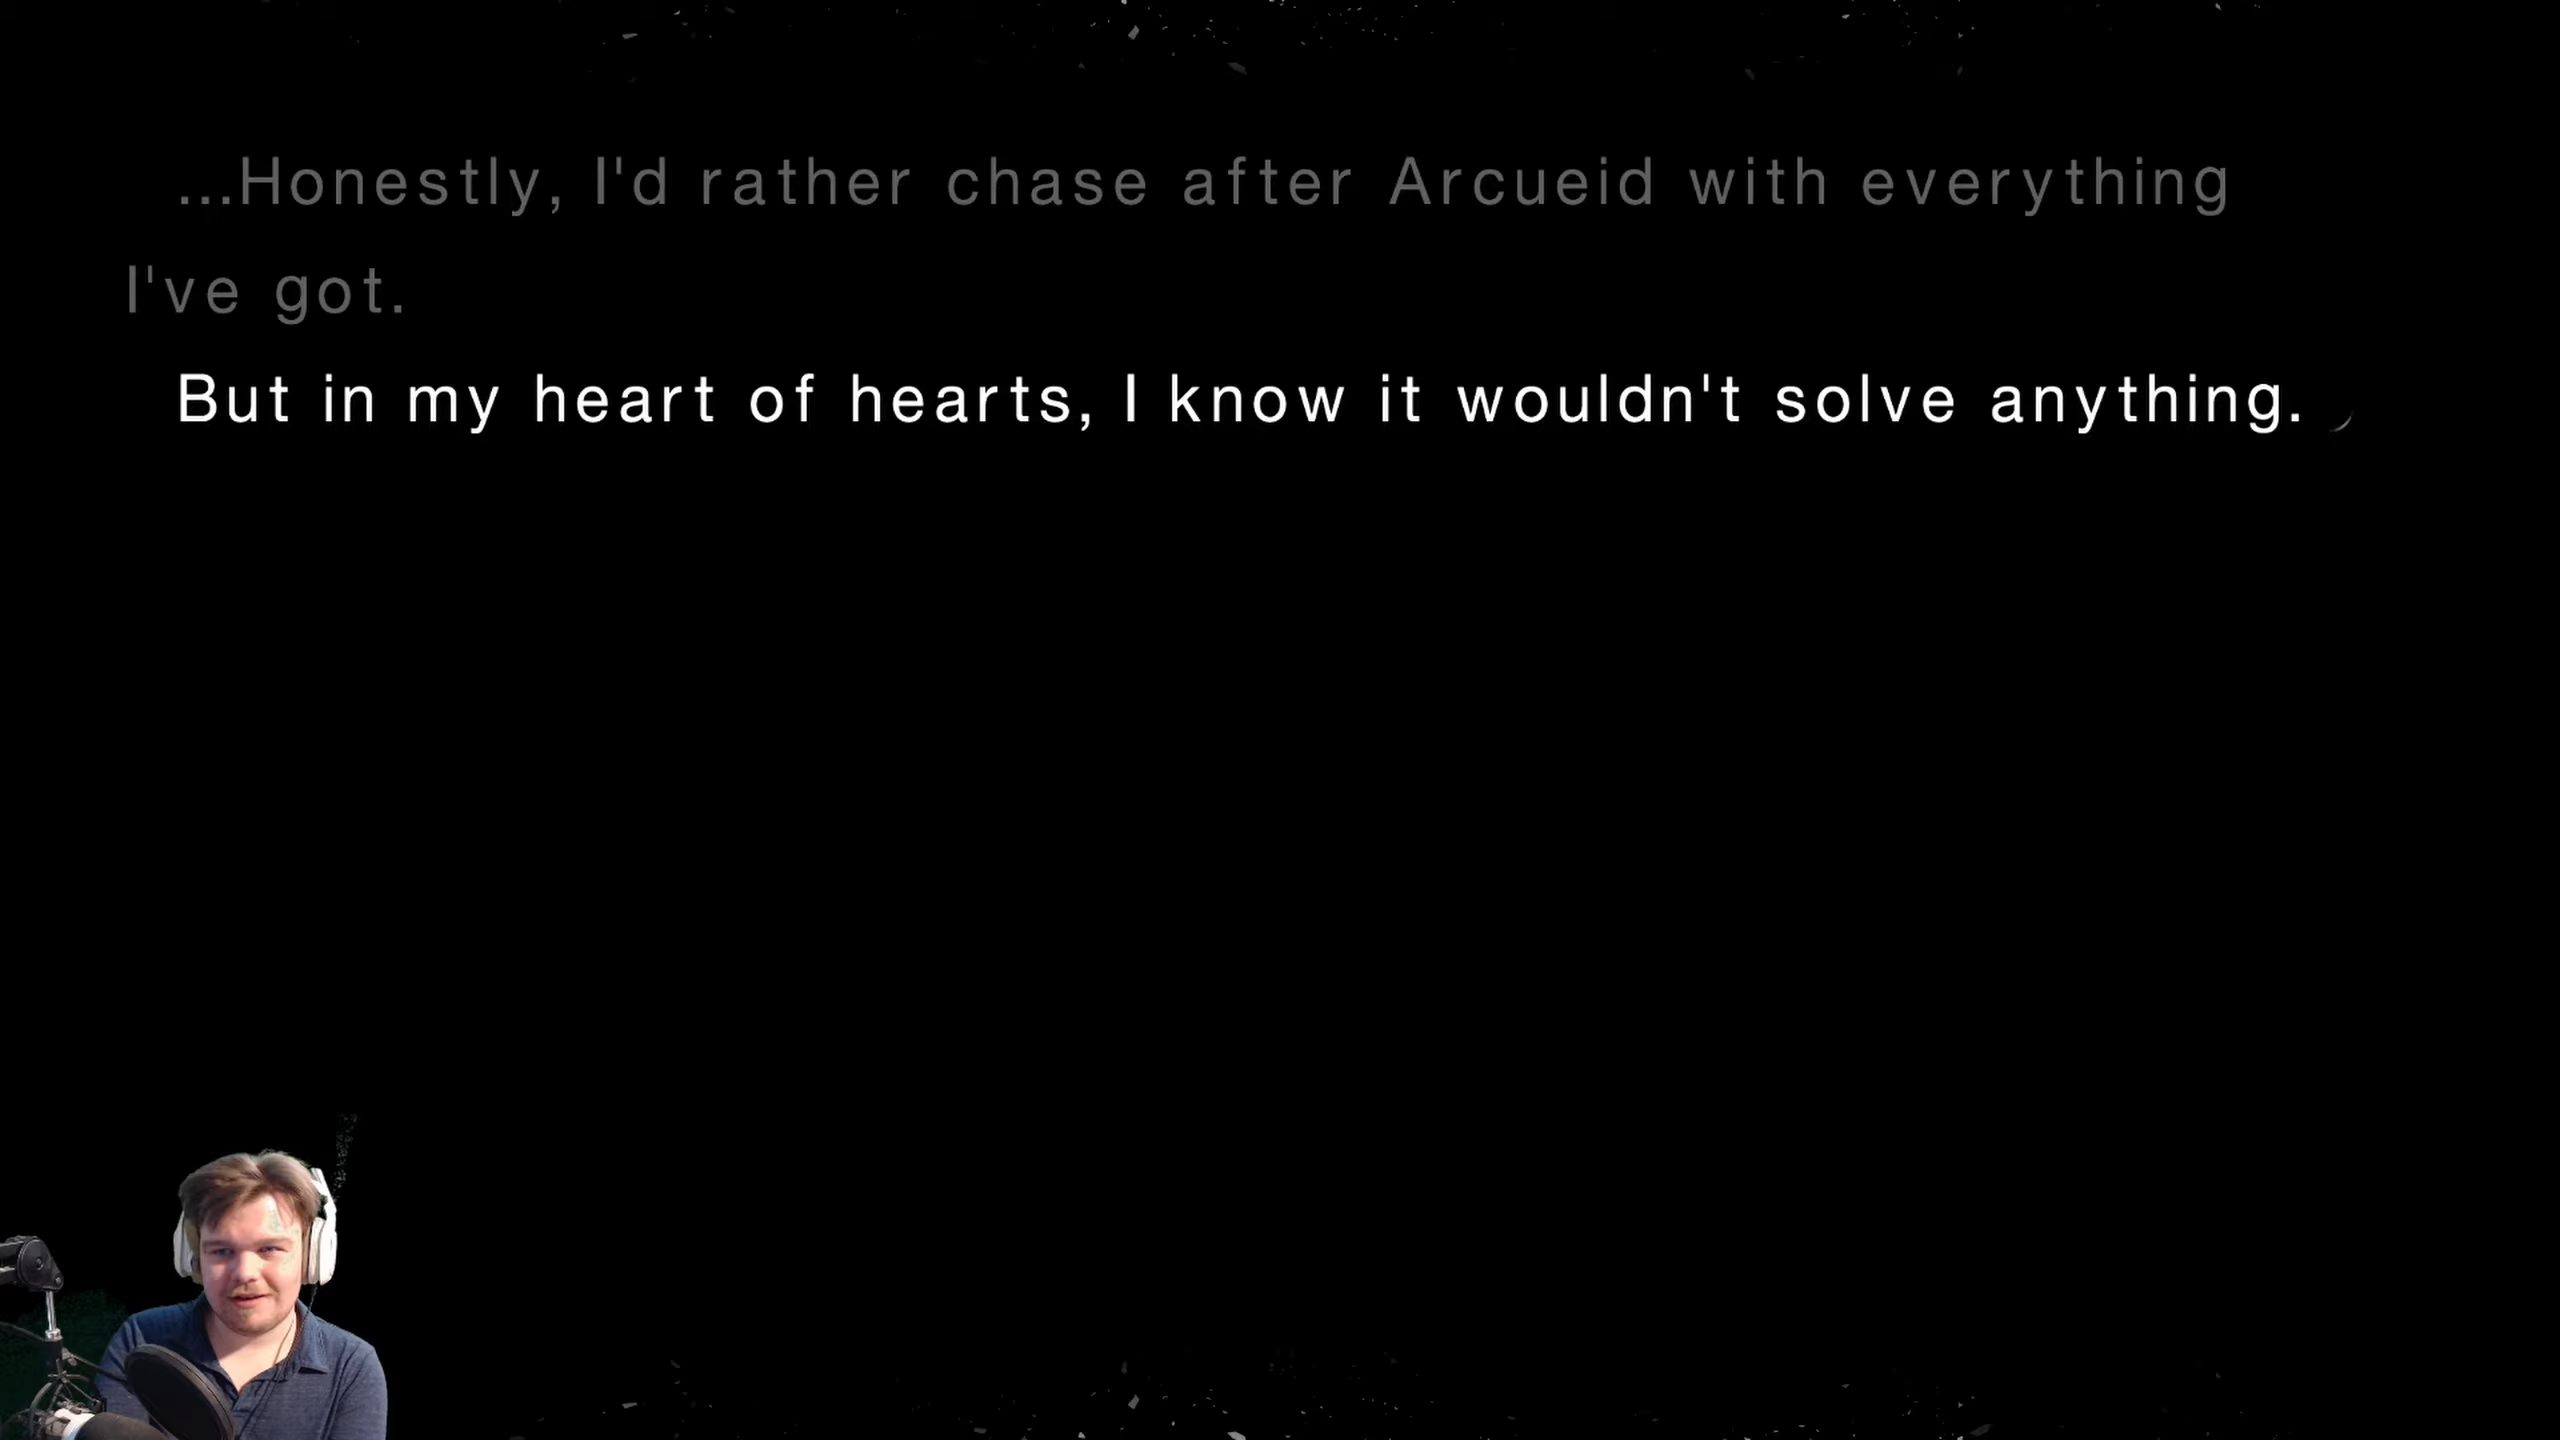 ...Honestly, I'd rather chase after Arcueid with everything
I've got.
But in my heart of hearts, I know it wouldn't solve anything.